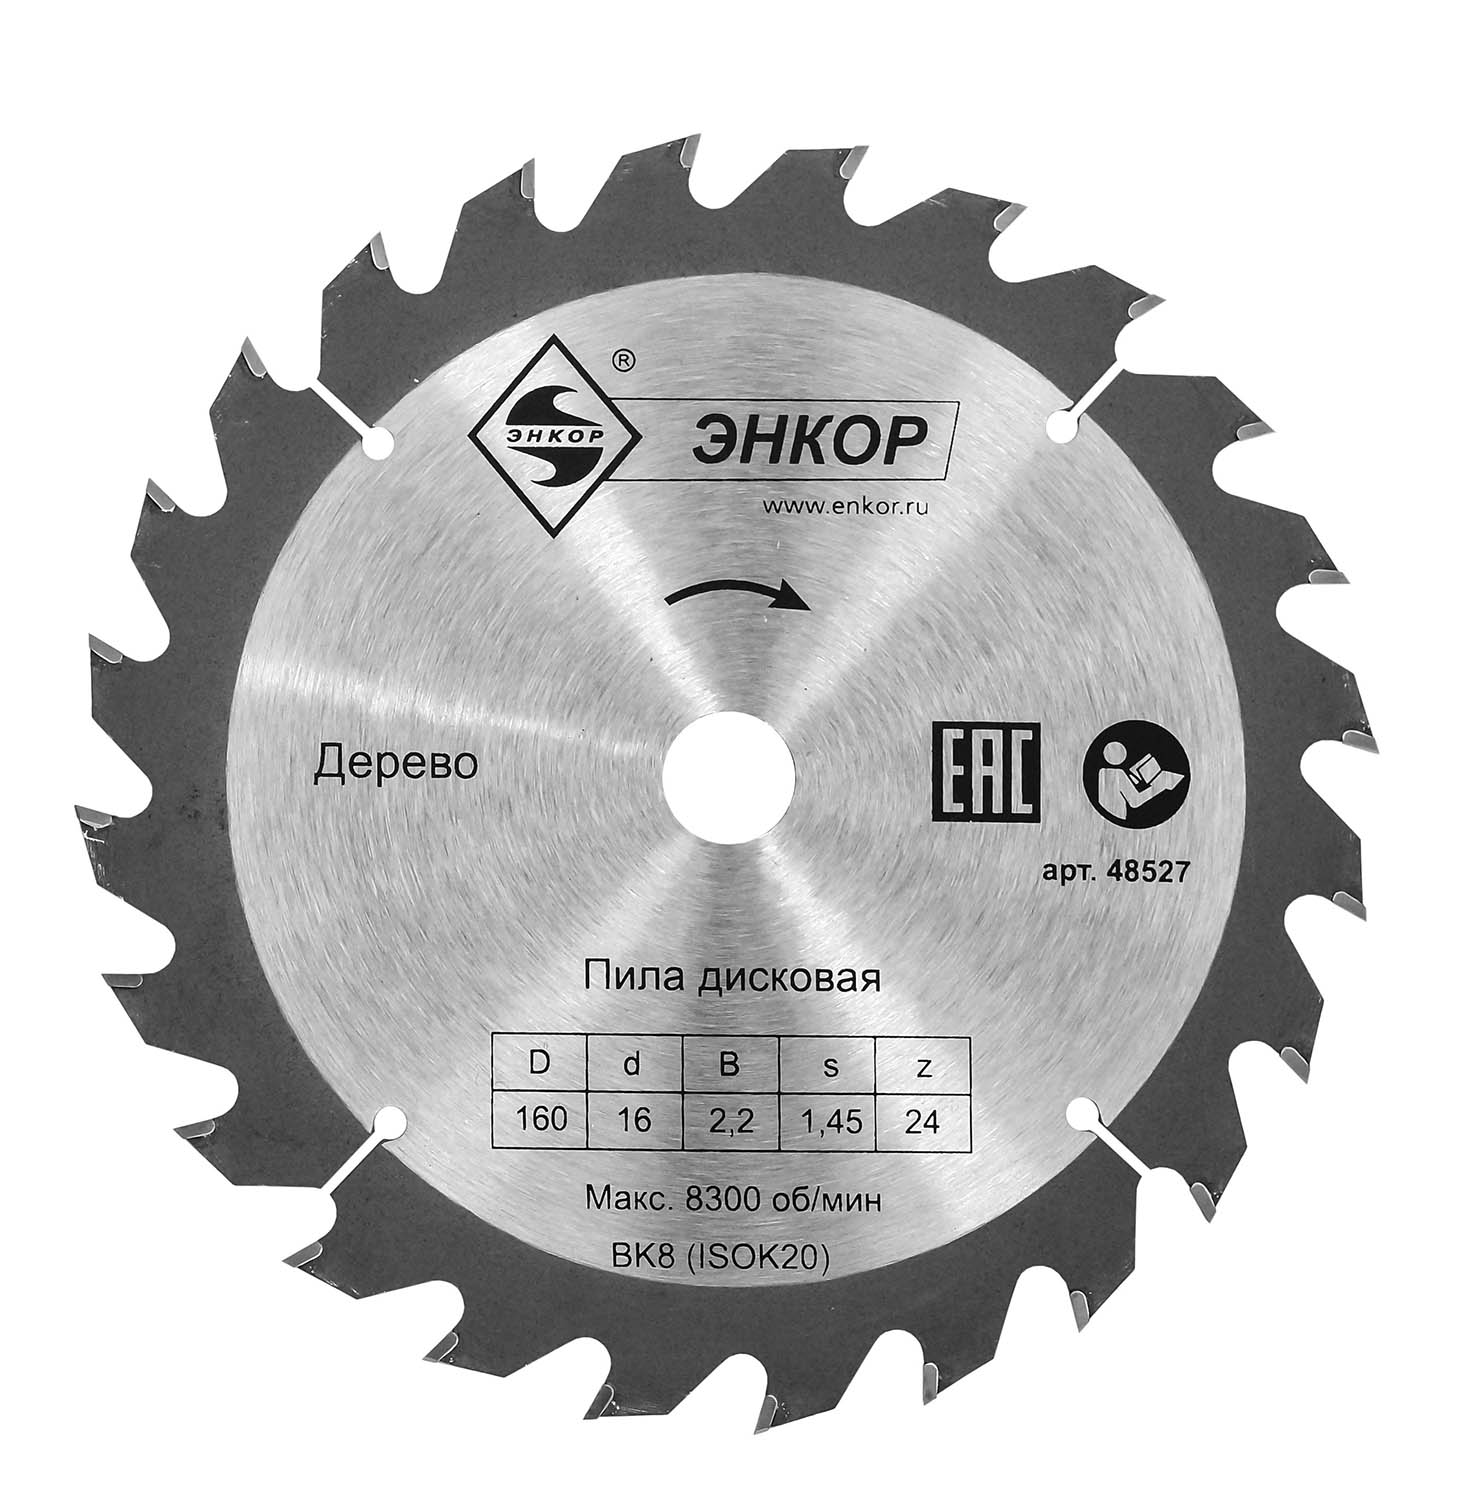 ЭНКОР ®
ЭНКОР
www.enkor.ru
Дерево
EAC
арт. 48527
Пила дисковая
D d B s z
160 16 2,2 1,45 24
Макс. 8300 об/мин
ВК8 (ISOK20)